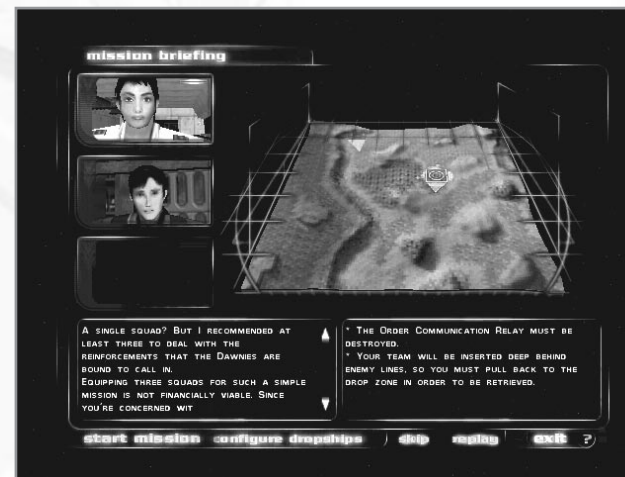 mission briefing
A single squad? But I recommended at
least three to deal with the
reinforcements that the Dawnies are
bound to call in.
Equipping three squads for such a simple
mission is not financially viable. Since
you're concerned wit
* The Order Communication Relay must be
destroyed.
* Your team will be inserted deep behind
enemy lines, so you must pull back to the
drop zone in order to be retrieved.
start mission configure dropships / skip replay exit ?